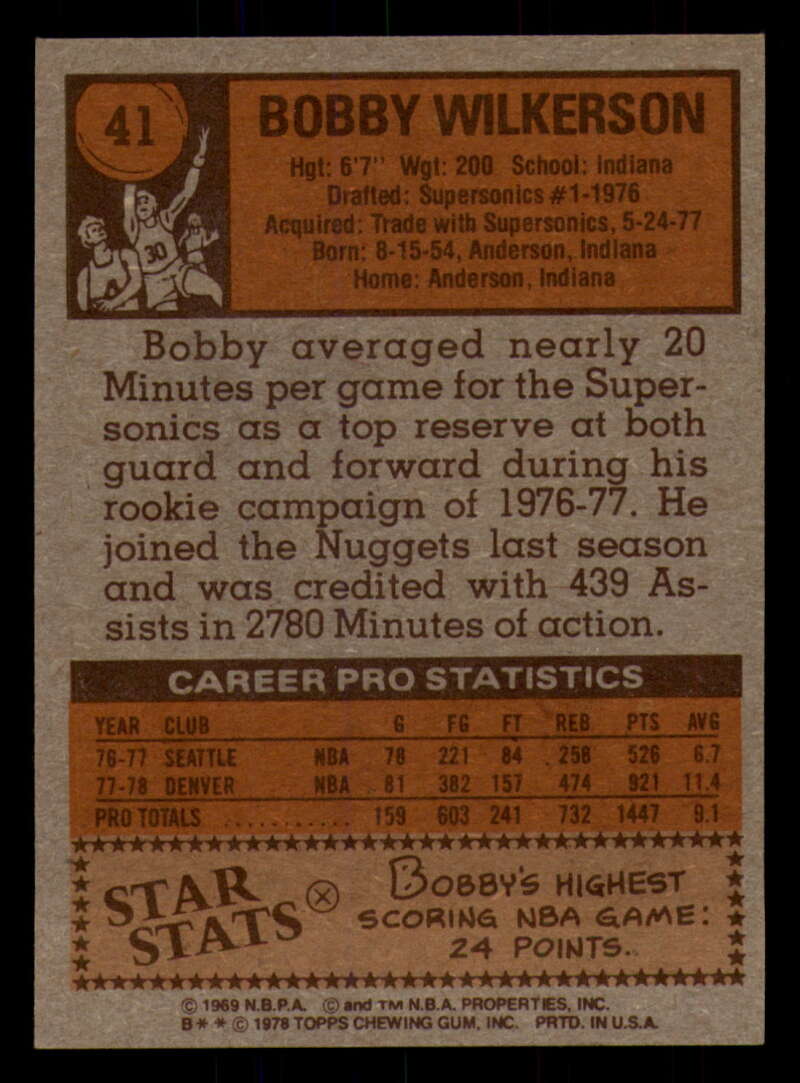 41
BOBBY WILKERSON
Hgt: 6'7" Wgt: 200 School: Indiana
Drafted: Supersonics #1-1976
Acquired: Trade with Supersonics, 5-24-77
Born: 8-15-54, Anderson, Indiana
Home: Anderson, Indiana
30
Bobby averaged nearly 20
Minutes per game for the Super-
sonics as a top reserve at both
guard and forward during his
rookie campaign of 1976-77. He
joined the Nuggets last season
and was credited with 439 As-
sists in 2780 Minutes of action.
CAREER PRO STATISTICS
YEAR CLUB G FG FT REB PTS AVG
76-77 SEATTLE NBA 78 221 84 258 526 6.7
77-78 DENVER NBA 81 382 157 474 921 11.4
PRO TOTALS ........... 159 603 241 732 1447 9.1
STAR STATS
BOBBY'S HIGHEST
SCORING NBA GAME:
24 POINTS.
© 1969 N.B.P.A. © and TM N.B.A. PROPERTIES, INC.
B * * © 1978 TOPPS CHEWING GUM, INC. PRTD. IN U.S.A.